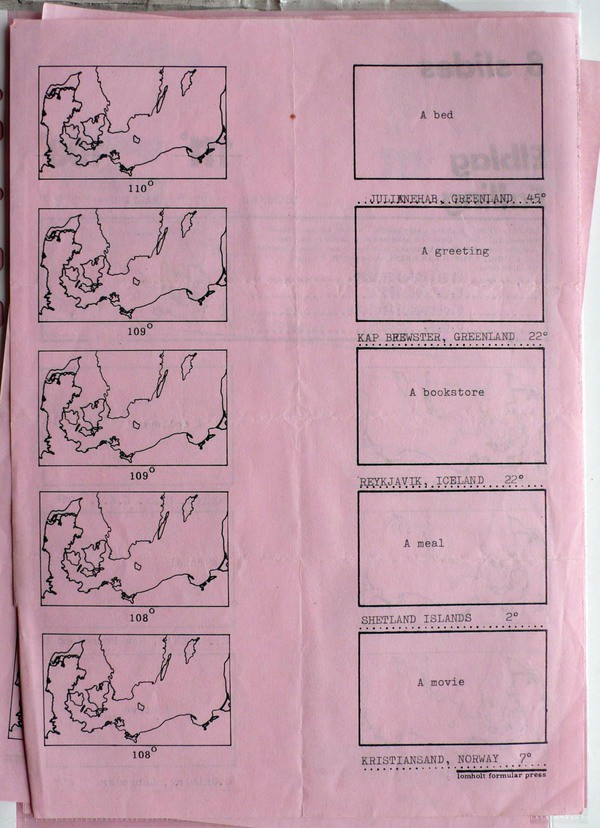 110°
A bed
JULIANEHAB, GREENLAND 45°
109°
A greeting
KAP BREWSTER, GREENLAND 22°
109°
A bookstore
REYKJAVIK, ICELAND 22°
108°
A meal
SHETLAND ISLANDS 2°
108°
A movie
KRISTIANSAND, NORWAY 7°
lomholt formular press